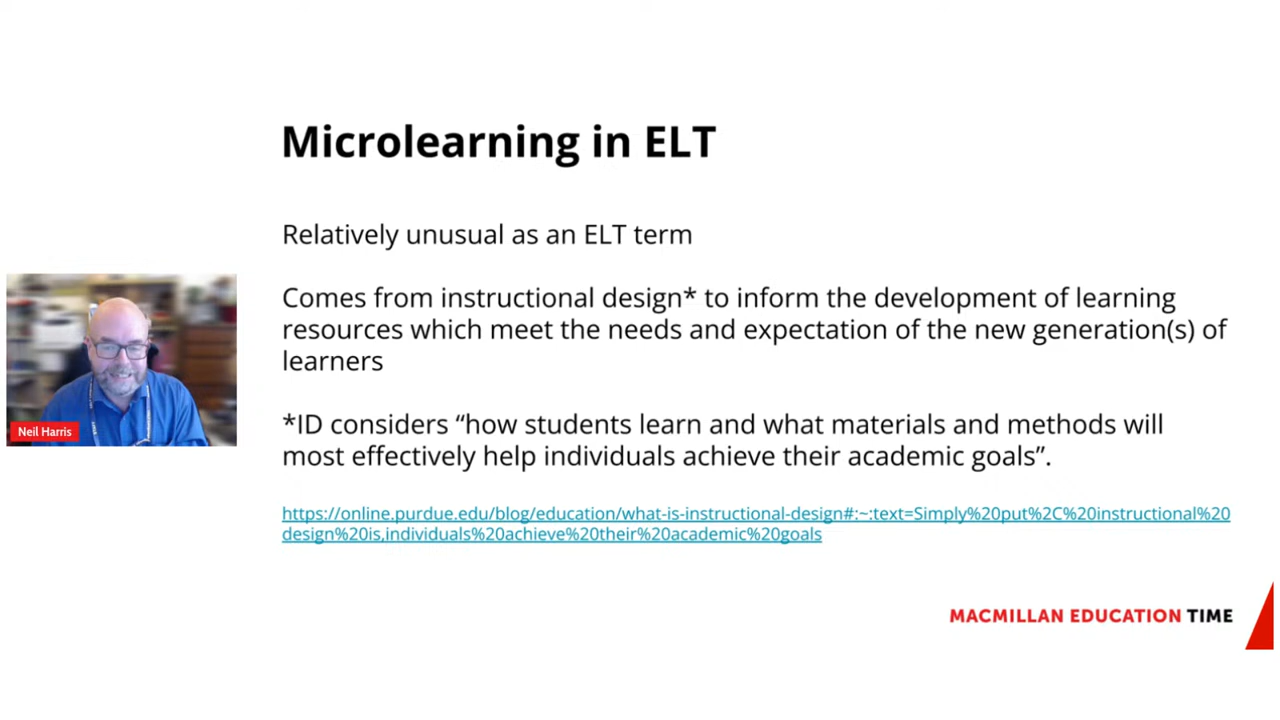 Microlearning in ELT
Relatively unusual as an ELT term
Comes from instructional design* to inform the development of learning
resources which meet the needs and expectation of the new generation(s) of
learners
*ID considers “how students learn and what materials and methods will
most effectively help individuals achieve their academic goals”.
https://online.purdue.edu/blog/education/what-is-instructional-design#:~:text=Simply%20put%2C%20instructional%20
design%20is,individuals%20achieve%20their%20academic%20goals
Neil Harris
MACMILLAN EDUCATION TIME